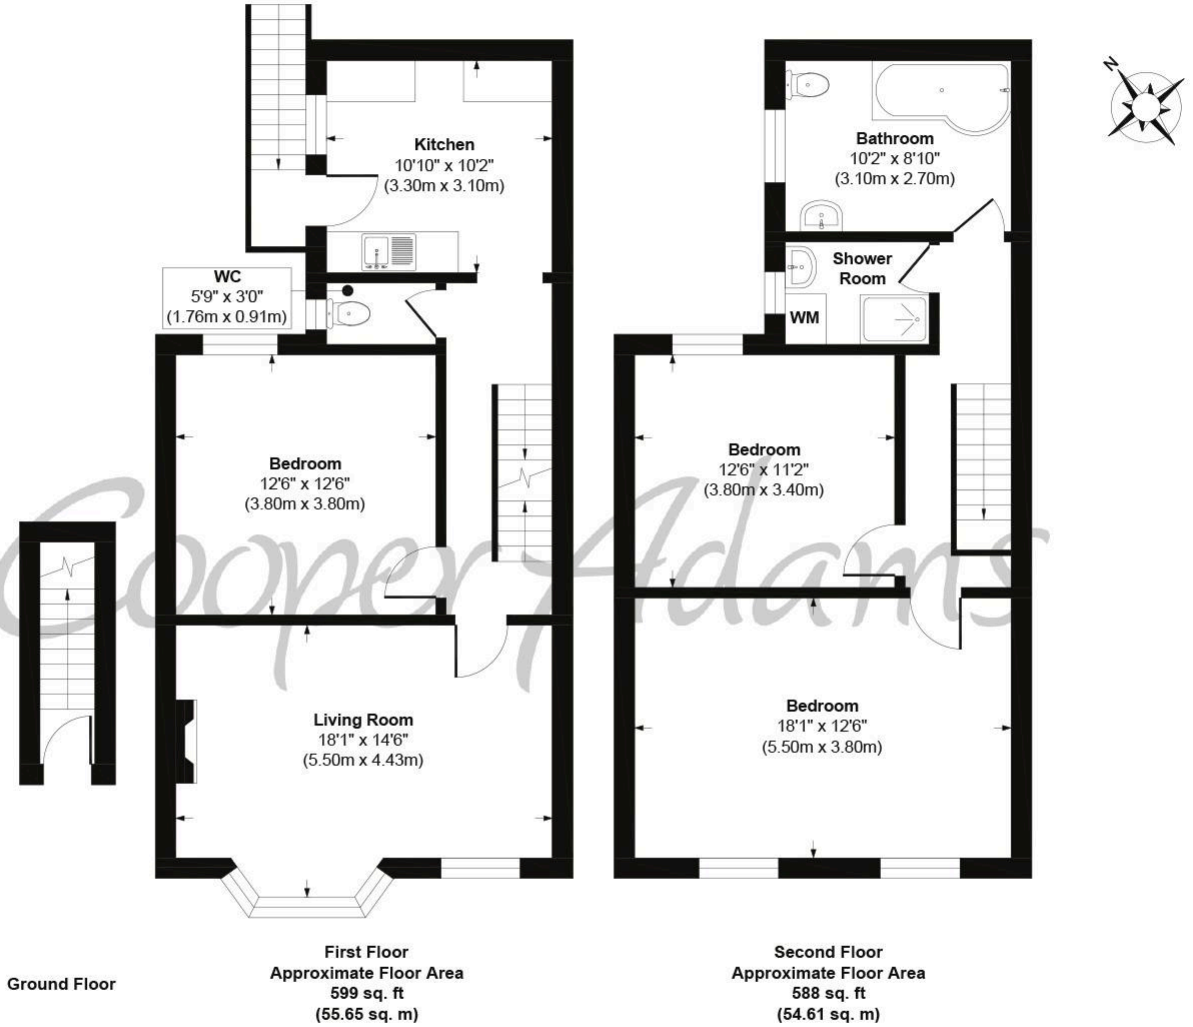 N
Kitchen
10'10" x 10'2"
(3.30m x 3.10m)
Bathroom
10'2" x 8'10"
(3.10m x 2.70m)
WC
5'9" x 3'0"
(1.76m x 0.91m)
Shower
Room
WM
Bedroom
12'6" x 12'6"
(3.80m x 3.80m)
Bedroom
12'6" x 11'2"
(3.80m x 3.40m)
Cooper Adams
Living Room
18'1" x 14'6"
(5.50m x 4.43m)
Bedroom
18'1" x 12'6"
(5.50m x 3.80m)
Ground Floor
First Floor
Approximate Floor Area
599 sq. ft
(55.65 sq. m)
Second Floor
Approximate Floor Area
588 sq. ft
(54.61 sq. m)